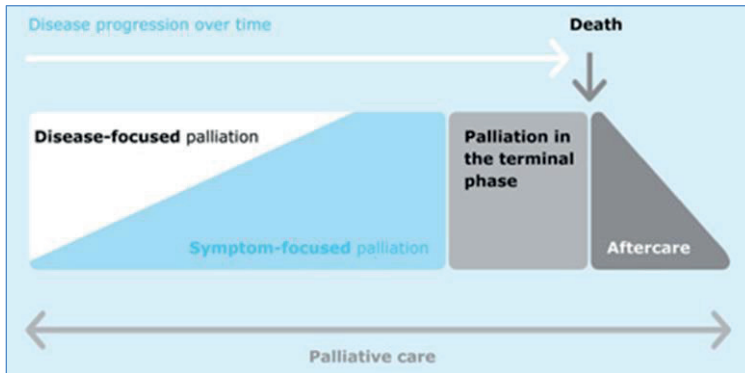 Disease progression over time
Death
Disease-focused palliation
Palliation in
the terminal
phase
Symptom-focused palliation
Aftercare
Palliative care